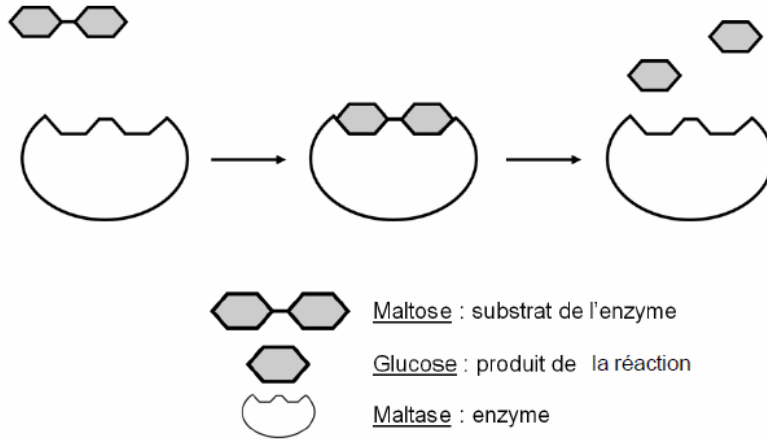 Maltose : substrat de l'enzyme
Glucose : produit de la réaction
Maltase : enzyme